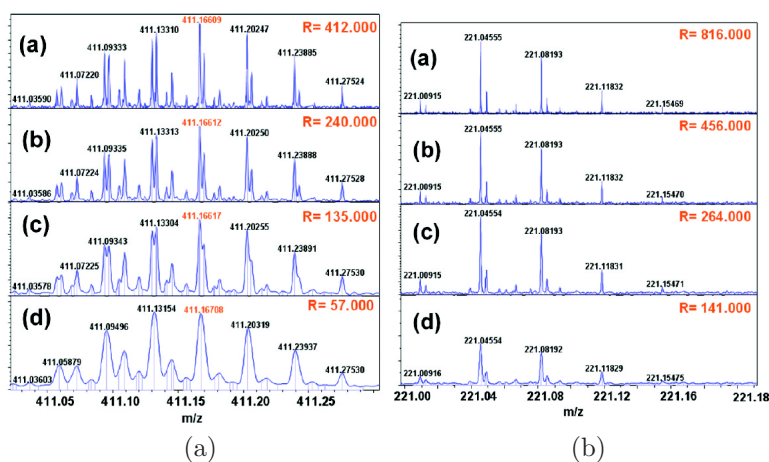 (a)
411.16609
R= 412.000
411.13310
411.20247
411.09333
411.23885
411.07220
411.27524
411.03590
(b)
411.16612
R= 240.000
411.13313
411.20250
411.09335
411.23888
411.07224
411.27528
411.03586
(c)
411.16617
R= 135.000
411.13304
411.20255
411.09343
411.23891
411.07225
411.27530
411.03578
(d)
411.16708
R= 57.000
411.13154
411.20319
411.09496
411.23937
411.05879
411.27530
411.03603
411.05 411.10 411.15 411.20 411.25
m/z
(a)
(a)
221.04555
R= 816.000
221.08193
221.00915
221.11832
221.15469
(b)
221.04555
R= 456.000
221.08193
221.00915
221.11832
221.15470
(c)
221.04554
R= 264.000
221.08193
221.00915
221.11831
221.15471
(d)
R= 141.000
221.04554
221.08192
221.00916
221.11829
221.15475
221.00 221.04 221.08 221.12 221.16 221.18
m/z
(b)